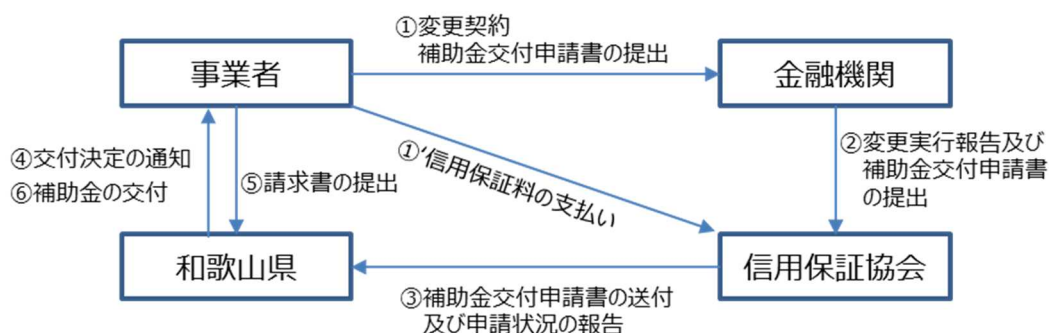 ①変更契約
補助金交付申請書の提出
事業者
金融機関
④交付決定の通知
⑥補助金の交付
⑤請求書の提出
①‘信用保証料の支払い
②変更実行報告及び
補助金交付申請書
の提出
和歌山県
信用保証協会
③補助金交付申請書の送付
及び申請状況の報告